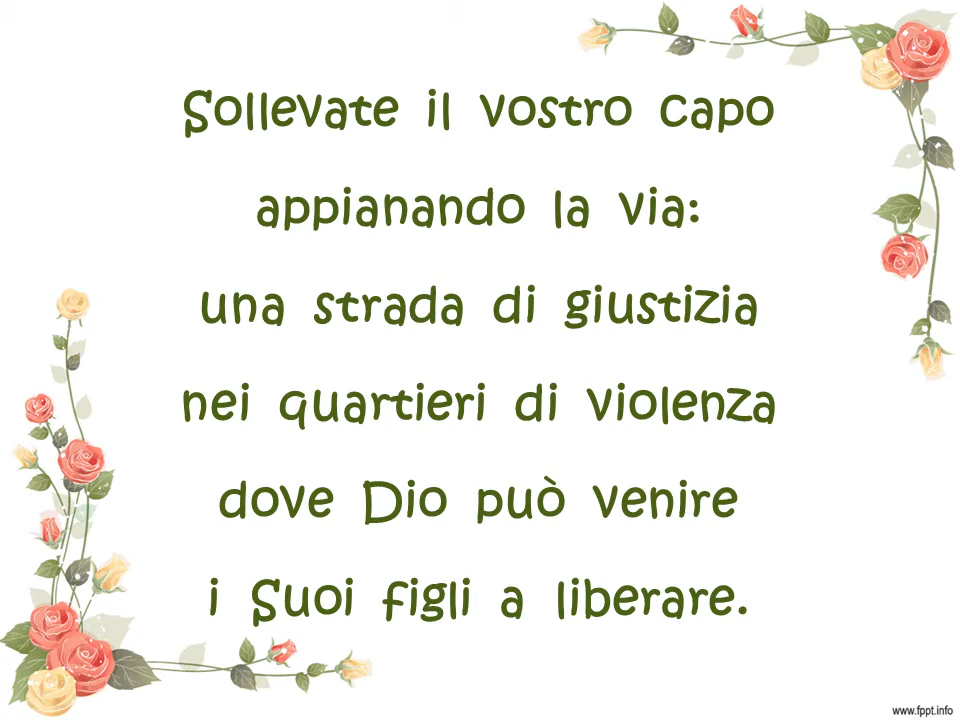 Sollevate il vostro capo
appianando la via:
una strada di giustizia
nei quartieri di violenza
dove Dio può venire
i Suoi figli a liberare.
www.fppt.info